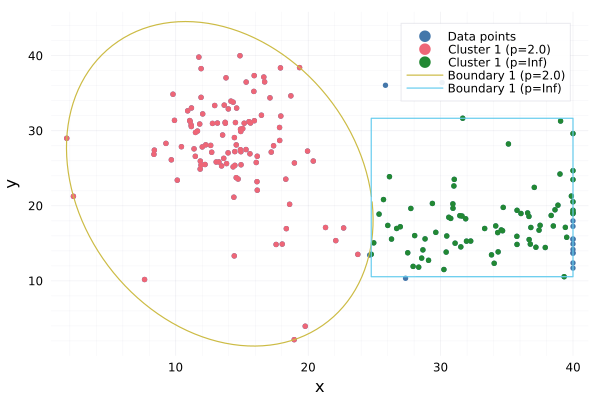 Data points
Cluster 1 (p=2.0)
Cluster 1 (p=Inf)
Boundary 1 (p=2.0)
Boundary 1 (p=Inf)
40
30
20
10
y
10
20
30
40
x